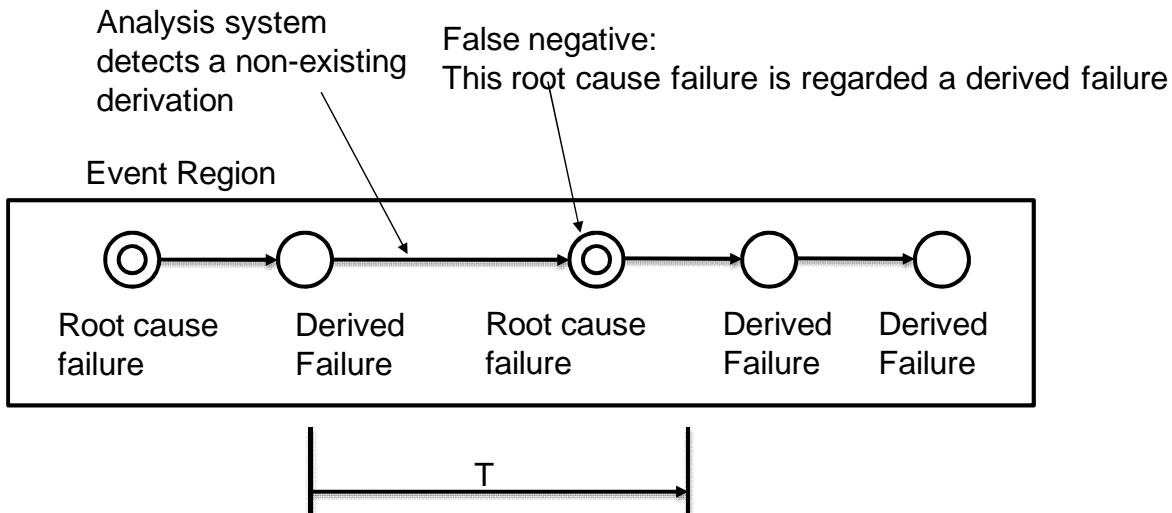 Analysis system
detects a non-existing
derivation
False negative:
This root cause failure is regarded a derived failure
Event Region
Root cause
failure
Derived
Failure
Root cause
failure
Derived
Failure
Derived
Failure
T